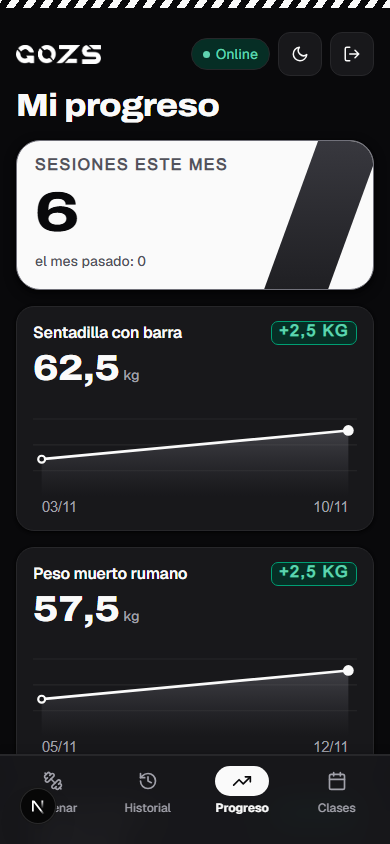 GOZS
Online
Mi progreso
SESIONES ESTE MES
6
el mes pasado: 0
Sentadilla con barra
+2,5 KG
62,5 kg
03/11
10/11
Peso muerto rumano
+2,5 KG
57,5 kg
05/11
12/11
N
enar
Historial
Progreso
Clases